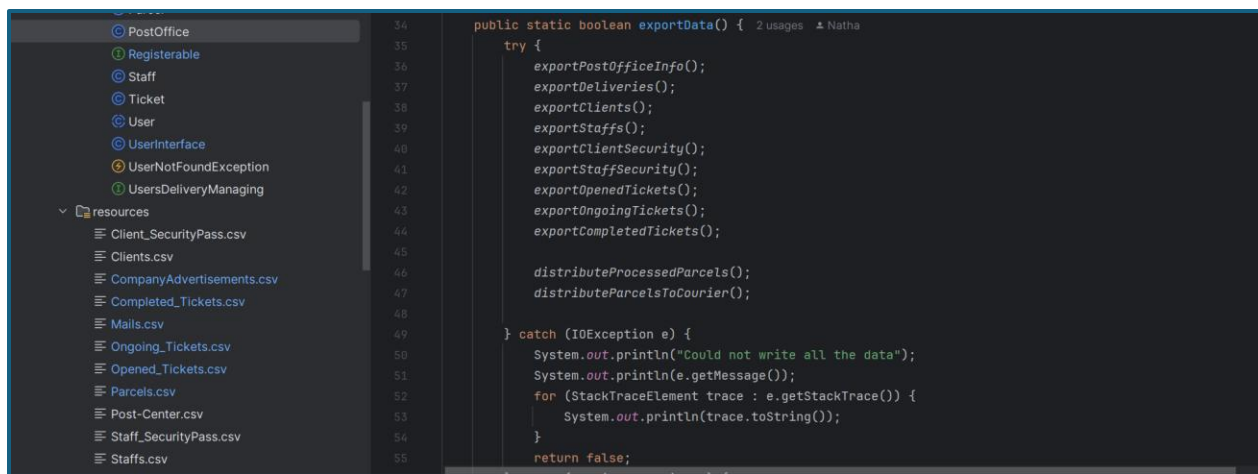 PostOffice
Registerable
Staff
Ticket
User
UserInterface
UserNotFoundException
UsersDeliveryManaging
resources
Client_SecurityPass.csv
Clients.csv
CompanyAdvertisements.csv
Completed_Tickets.csv
Mails.csv
Ongoing_Tickets.csv
Opened_Tickets.csv
Parcels.csv
Post-Center.csv
Staff_SecurityPass.csv
Staffs.csv
34 public static boolean exportData() { 2 usages Natha
35 try {
36 exportPostOfficeInfo();
37 exportDeliveries();
38 exportClients();
39 exportStaffs();
40 exportClientSecurity();
41 exportStaffSecurity();
42 exportOpenedTickets();
43 exportOngoingTickets();
44 exportCompletedTickets();
45
46 distributeProcessedParcels();
47 distributeParcelsToCourier();
48
49 } catch (IOException e) {
50 System.out.println("Could not write all the data");
51 System.out.println(e.getMessage());
52 for (StackTraceElement trace : e.getStackTrace()) {
53 System.out.println(trace.toString());
54 }
55 return false;